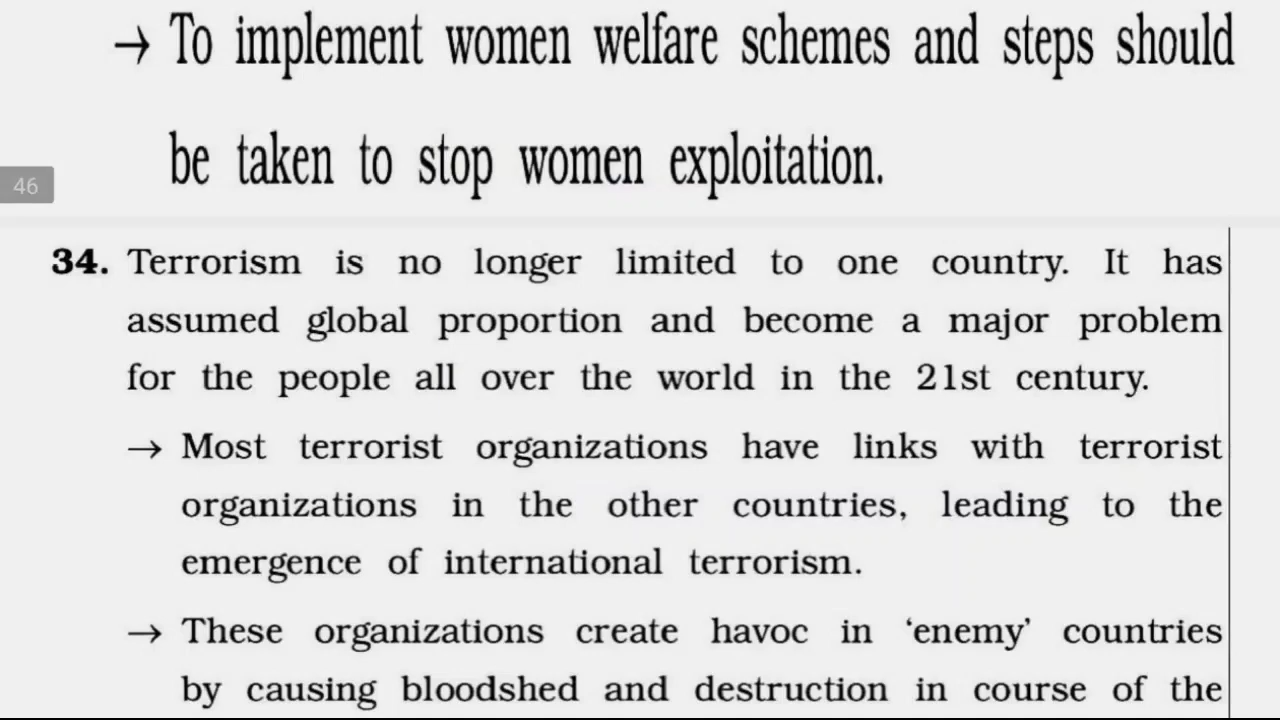 → To implement women welfare schemes and steps should
be taken to stop women exploitation.
46
34. Terrorism is no longer limited to one country. It has
assumed global proportion and become a major problem
for the people all over the world in the 21st century.
→ Most terrorist organizations have links with terrorist
organizations in the other countries, leading to the
emergence of international terrorism.
→ These organizations create havoc in ‘enemy’ countries
by causing bloodshed and destruction in course of the